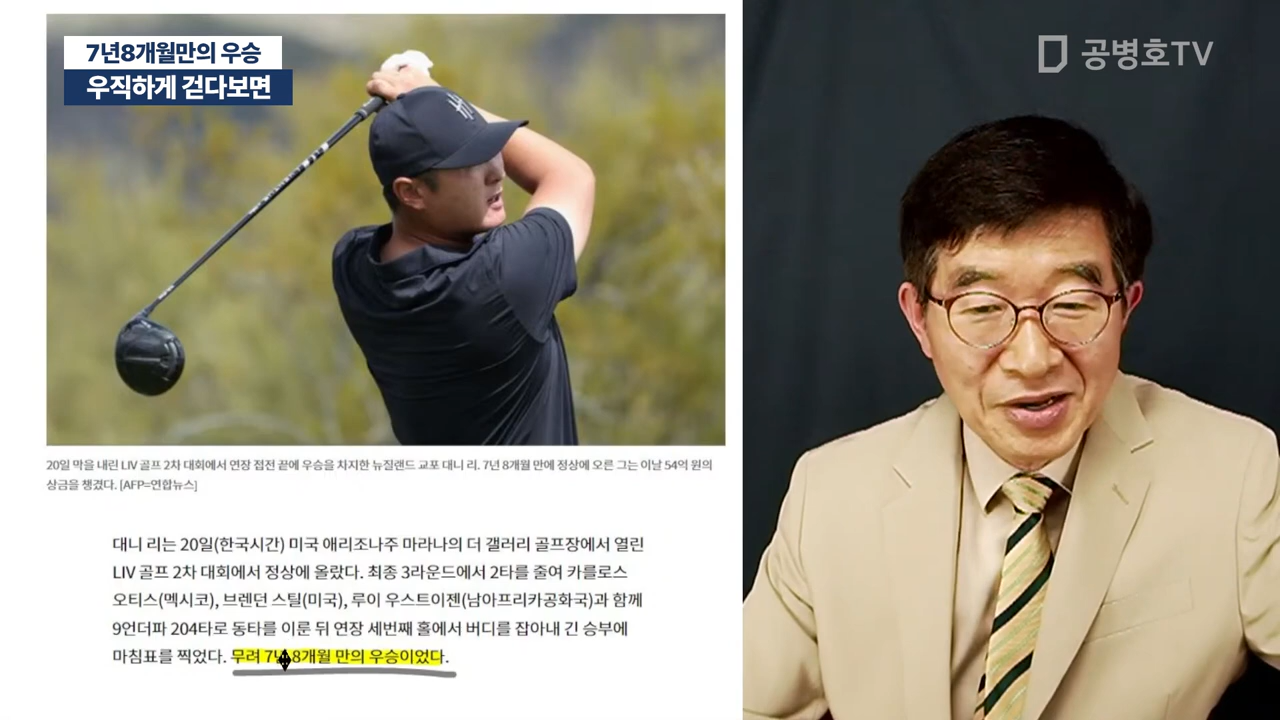 7년8개월만의 우승
우직하게 걷다보면
공병호TV
20일 막을 내린 LIV 골프 2차 대회에서 연장 접전 끝에 우승을 차지한 뉴질랜드 교포 대니 리. 7년 8개월 만에 정상에 오른 그는 이날 54억 원의
상금을 챙겼다. [AFP=연합뉴스]
대니 리는 20일(한국시간) 미국 애리조나주 마라나의 더 갤러리 골프장에서 열린
LIV 골프 2차 대회에서 정상에 올랐다. 최종 3라운드에서 2타를 줄여 카를로스
오티스(멕시코), 브렌던 스틸(미국), 루이 우스트이젠(남아프리카공화국)과 함께
9언더파 204타로 동타를 이룬 뒤 연장 세번째 홀에서 버디를 잡아내 긴 승부에
마침표를 찍었다. 무려 7년 8개월 만의 우승이었다.